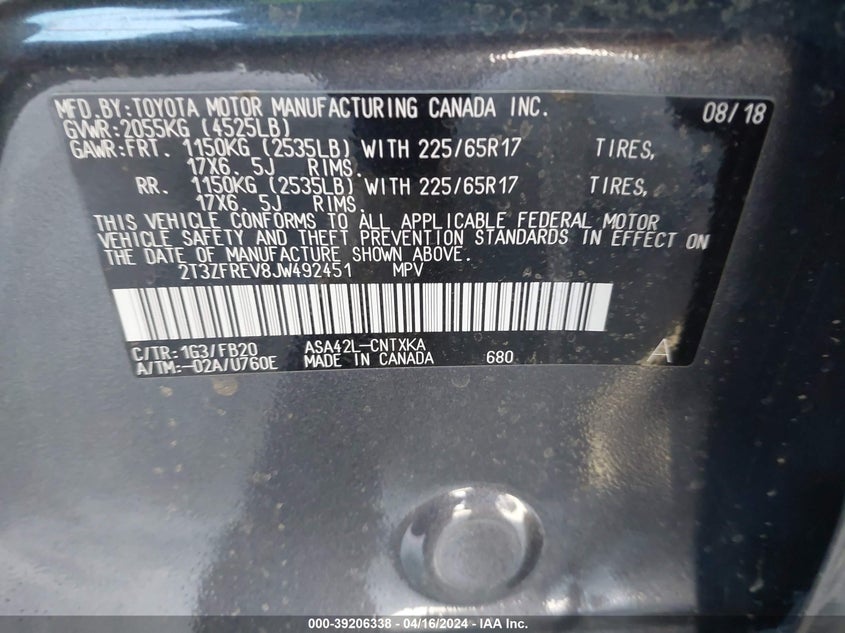 MFD.BY:TOYOTA MOTOR MANUFACTURING CANADA INC. 08/18
GVWR:2055KG (4525LB)
GAWR:FRT. 1150KG (2535LB) WITH 225/65R17 TIRES,
17X6.5J RIMS.
RR. 1150KG (2535LB) WITH 225/65R17 TIRES,
17X6.5J RIMS.
THIS VEHICLE CONFORMS TO ALL APPLICABLE FEDERAL MOTOR
VEHICLE SAFETY AND THEFT PREVENTION STANDARDS IN EFFECT ON
THE DATE OF MANUFACTURE SHOWN ABOVE.
2T3ZFREV8JW492451 MPV
C/TR:1G3/FB20 ASA42L-CNTXKA
A/TM:-02A/U760E MADE IN CANADA 680 A
000-39206338 - 04/16/2024 - IAA, Inc.